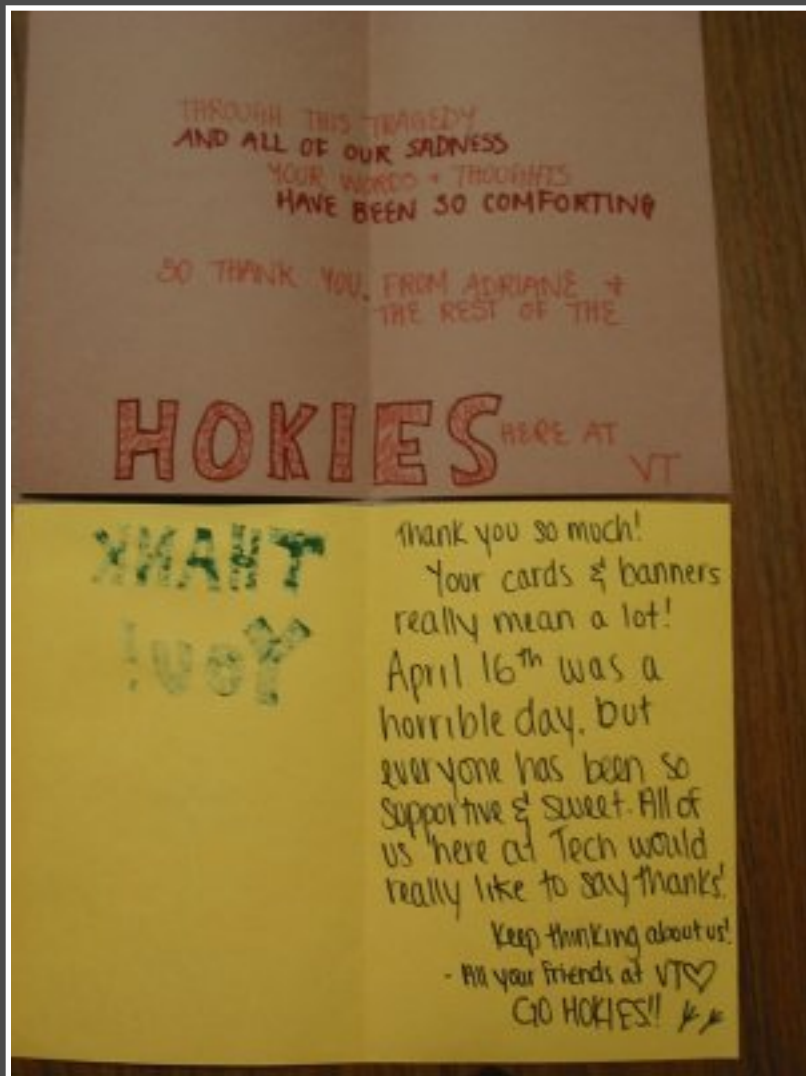 THROUGH THIS TRAGEDY
AND ALL OF OUR SADNESS
YOUR WORDS + THOUGHTS
HAVE BEEN SO COMFORTING
SO THANK YOU. FROM ADRIANE +
THE REST OF THE
HOKIES HERE AT
VT
THANK
You!
Thank you so much!
Your cards & banners
really mean a lot!
April 16th was a
horrible day, but
everyone has been so
supportive & sweet. All of
us here at Tech would
really like to say thanks!
Keep thinking about us!
- All your friends at VT♡
GO HOKIES!!